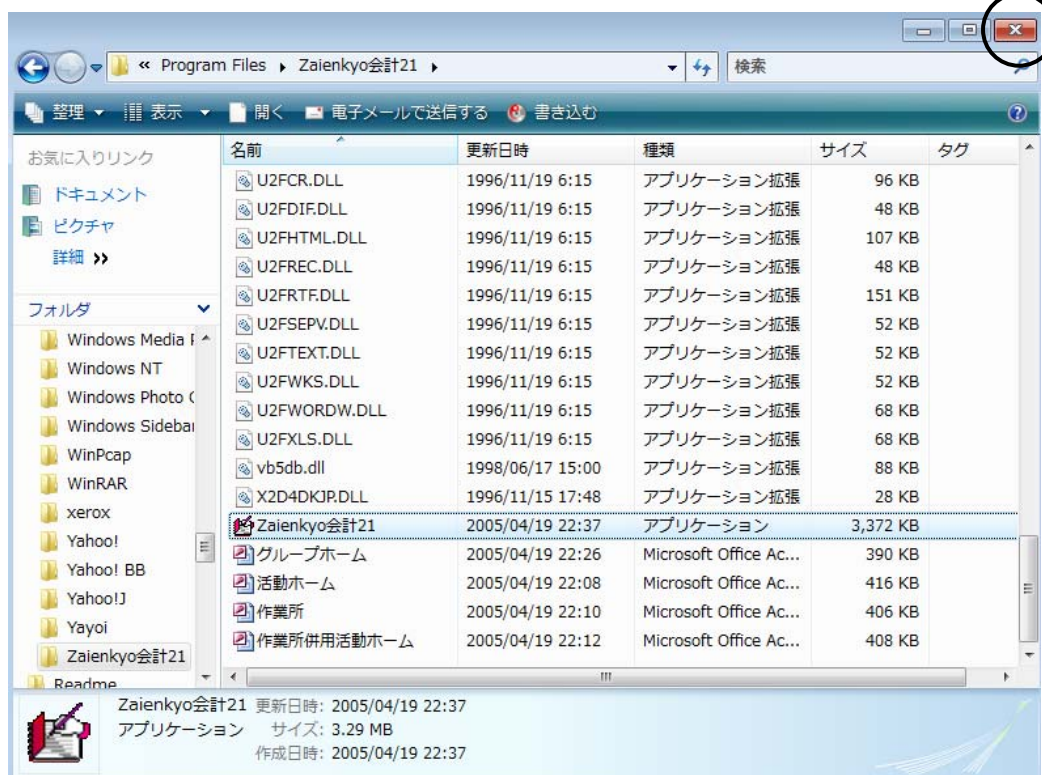 « Program Files ▸ Zaienkyo会計21 ▸ 検索
整理 表示 開く 電子メールで送信する 書き込む
お気に入りリンク
ドキュメント
ピクチャ
詳細 »
フォルダ
Windows Media
Windows NT
Windows Photo
Windows Sidebar
WinPcap
WinRAR
xerox
Yahoo!
Yahoo! BB
Yahoo!J
Yayoi
Zaienkyo会計21
Readme
名前 更新日時 種類 サイズ タグ
U2FCR.DLL 1996/11/19 6:15 アプリケーション拡張 96 KB
U2FDIF.DLL 1996/11/19 6:15 アプリケーション拡張 48 KB
U2FHTML.DLL 1996/11/19 6:15 アプリケーション拡張 107 KB
U2FREC.DLL 1996/11/19 6:15 アプリケーション拡張 48 KB
U2FRTF.DLL 1996/11/19 6:15 アプリケーション拡張 151 KB
U2FSEPV.DLL 1996/11/19 6:15 アプリケーション拡張 52 KB
U2FTEXT.DLL 1996/11/19 6:15 アプリケーション拡張 52 KB
U2FWKS.DLL 1996/11/19 6:15 アプリケーション拡張 52 KB
U2FWORDW.DLL 1996/11/19 6:15 アプリケーション拡張 68 KB
U2FXLS.DLL 1996/11/19 6:15 アプリケーション拡張 68 KB
vb5db.dll 1998/06/17 15:00 アプリケーション拡張 88 KB
X2D4DKJP.DLL 1996/11/15 17:48 アプリケーション拡張 28 KB
Zaienkyo会計21 2005/04/19 22:37 アプリケーション 3,372 KB
グループホーム 2005/04/19 22:26 Microsoft Office Ac... 390 KB
活動ホーム 2005/04/19 22:08 Microsoft Office Ac... 416 KB
作業所 2005/04/19 22:10 Microsoft Office Ac... 406 KB
作業所併用活動ホーム 2005/04/19 22:12 Microsoft Office Ac... 408 KB
Zaienkyo会計21 更新日時: 2005/04/19 22:37
アプリケーション サイズ: 3.29 MB
作成日時: 2005/04/19 22:37